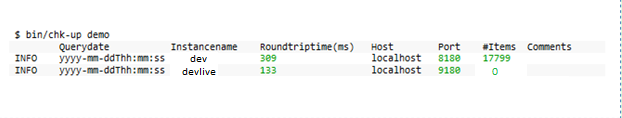 $ bin/chk-up demo
Querydate Instancename Roundtriptime(ms) Host Port #Items Comments
INFO yyyy-mm-ddThh:mm:ss dev 309 localhost 8180 17799
INFO yyyy-mm-ddThh:mm:ss devlive 133 localhost 9180 0